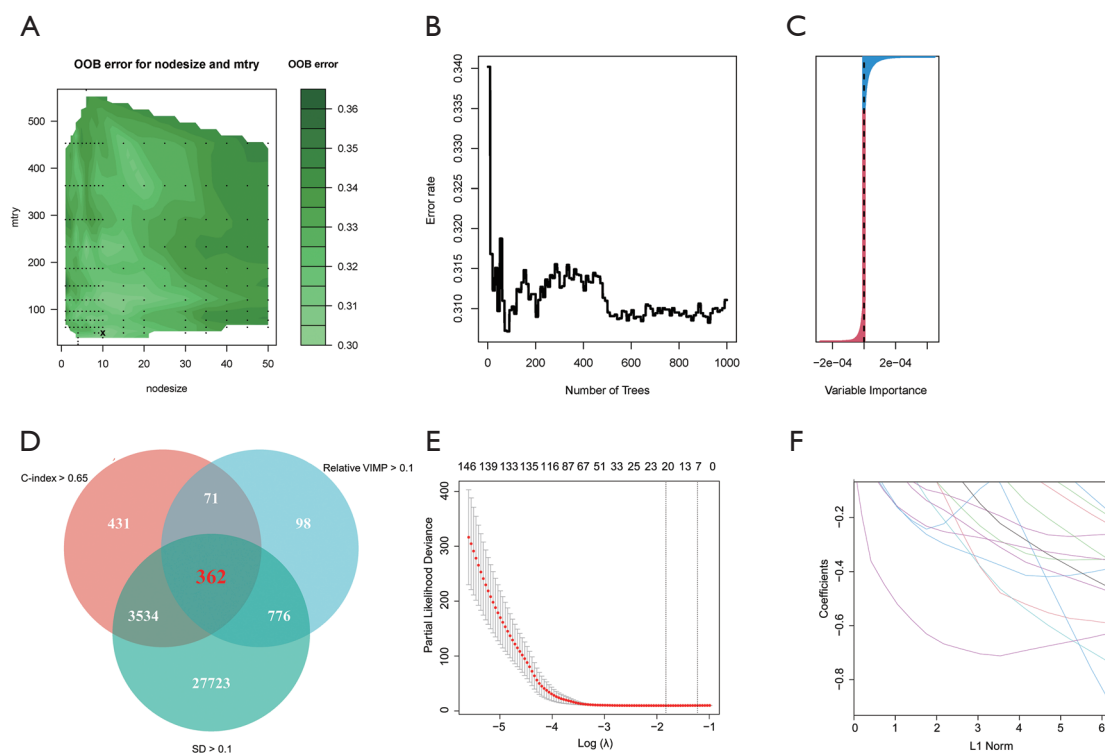 A
OOB error for nodesize and mtry
OOB error
mtry
500
400
300
200
100
0 10 20 30 40 50
nodesize
0.36
0.35
0.34
0.33
0.32
0.31
0.30
B
Error rate
0.340
0.335
0.330
0.325
0.320
0.315
0.310
0 200 400 600 800 1000
Number of Trees
C
−2e−04 2e−04
Variable Importance
D
C-index > 0.65
Relative VIMP > 0.1
431
71
98
362
3534
776
27723
SD > 0.1
E
146 139 133 135 116 87 67 51 33 25 23 20 13 7 0
Partial Likelihood Deviance
400
300
200
100
0
−5 −4 −3 −2 −1
Log (λ)
F
Coefficients
−0.2
−0.4
−0.6
−0.8
0 1 2 3 4 5 6
L1 Norm